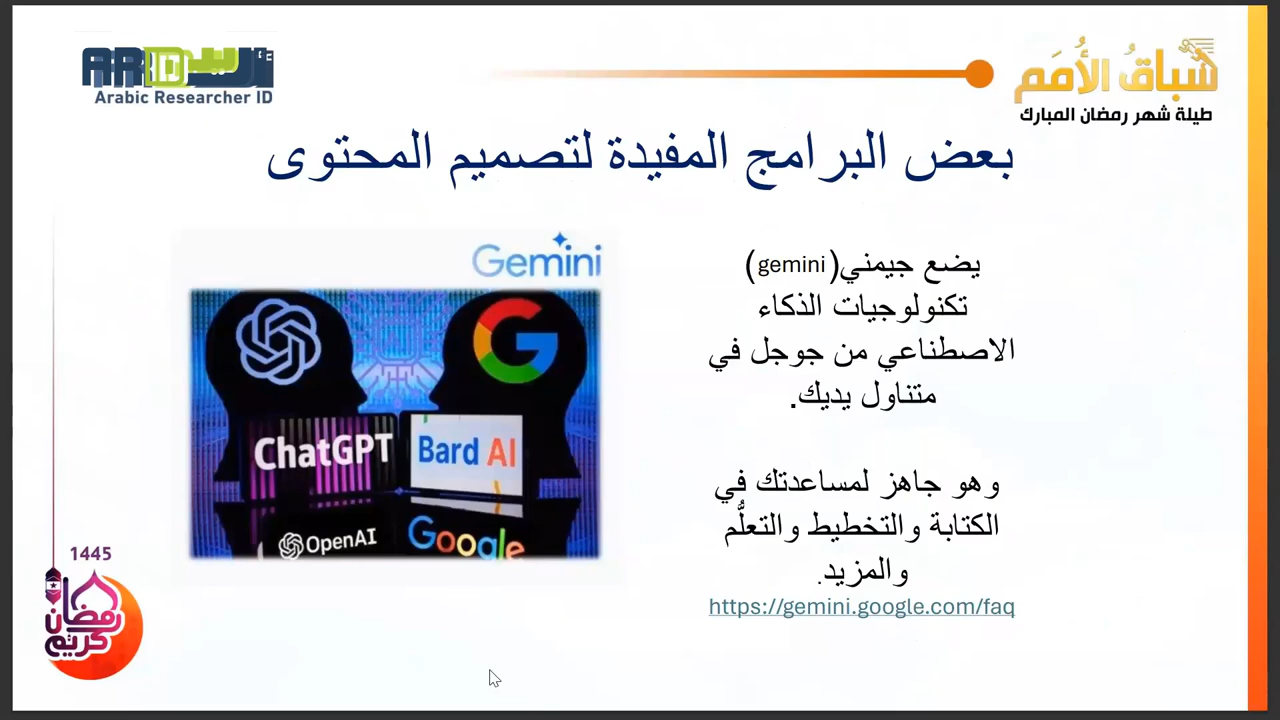 ARID
أريد
Arabic Researcher ID
سباقُ الأُمَم
طيلة شهر رمضان المبارك
بعض البرامج المفيدة لتصميم المحتوى
يضع جيمني(gemini)
تكنولوجيات الذكاء
الاصطناعي من جوجل في
متناول يديك.
وهو جاهز لمساعدتك في
الكتابة والتخطيط والتعلُّم
والمزيد.
https://gemini.google.com/faq
Gemini
ChatGPT
Bard AI
OpenAI
Google
1445
رمضان
كريم